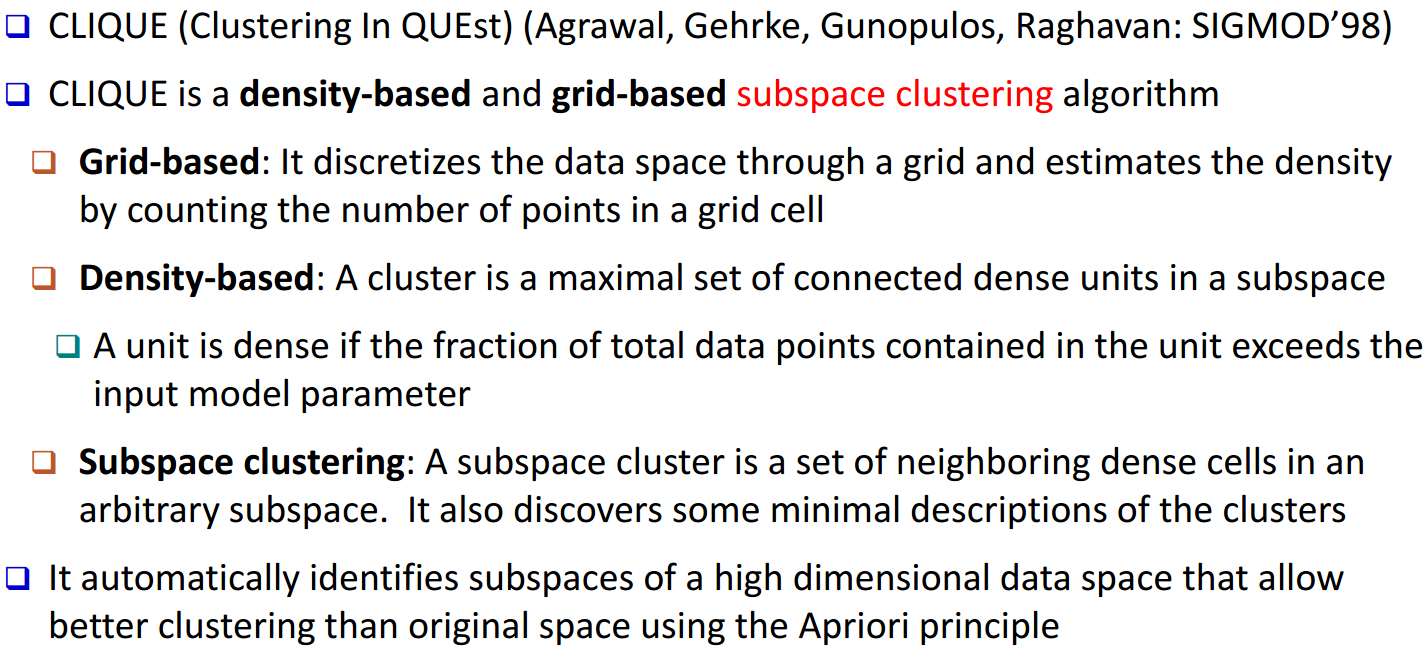 CLIQUE (Clustering In QUEst) (Agrawal, Gehrke, Gunopulos, Raghavan: SIGMOD’98)
CLIQUE is a density-based and grid-based subspace clustering algorithm
Grid-based: It discretizes the data space through a grid and estimates the density
by counting the number of points in a grid cell
Density-based: A cluster is a maximal set of connected dense units in a subspace
A unit is dense if the fraction of total data points contained in the unit exceeds the
input model parameter
Subspace clustering: A subspace cluster is a set of neighboring dense cells in an
arbitrary subspace.  It also discovers some minimal descriptions of the clusters
It automatically identifies subspaces of a high dimensional data space that allow
better clustering than original space using the Apriori principle